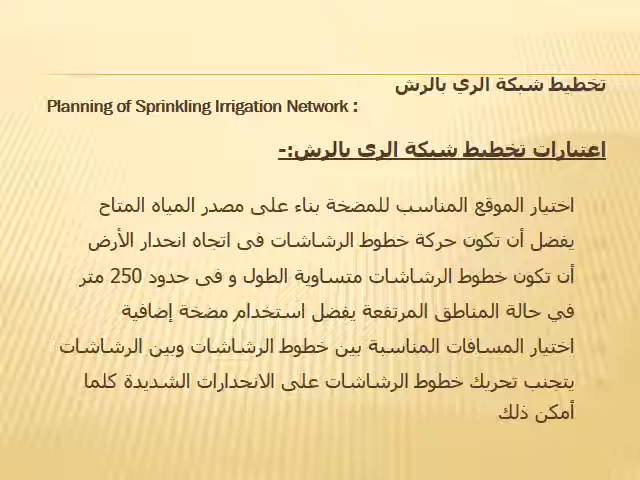 تخطيط شبكة الري بالرش
Planning of Sprinkling Irrigation Network :
اعتبارات تخطيط شبكة الرى بالرش:-
اختيار الموقع المناسب للمضخة بناء على مصدر المياه المتاح
يفضل أن تكون حركة خطوط الرشاشات فى اتجاه انحدار الأرض
أن تكون خطوط الرشاشات متساوية الطول و فى حدود 250 متر
في حالة المناطق المرتفعة يفضل استخدام مضخة إضافية
اختيار المسافات المناسبة بين خطوط الرشاشات وبين الرشاشات
يتجنب تحريك خطوط الرشاشات على الانحدارات الشديدة كلما
أمكن ذلك